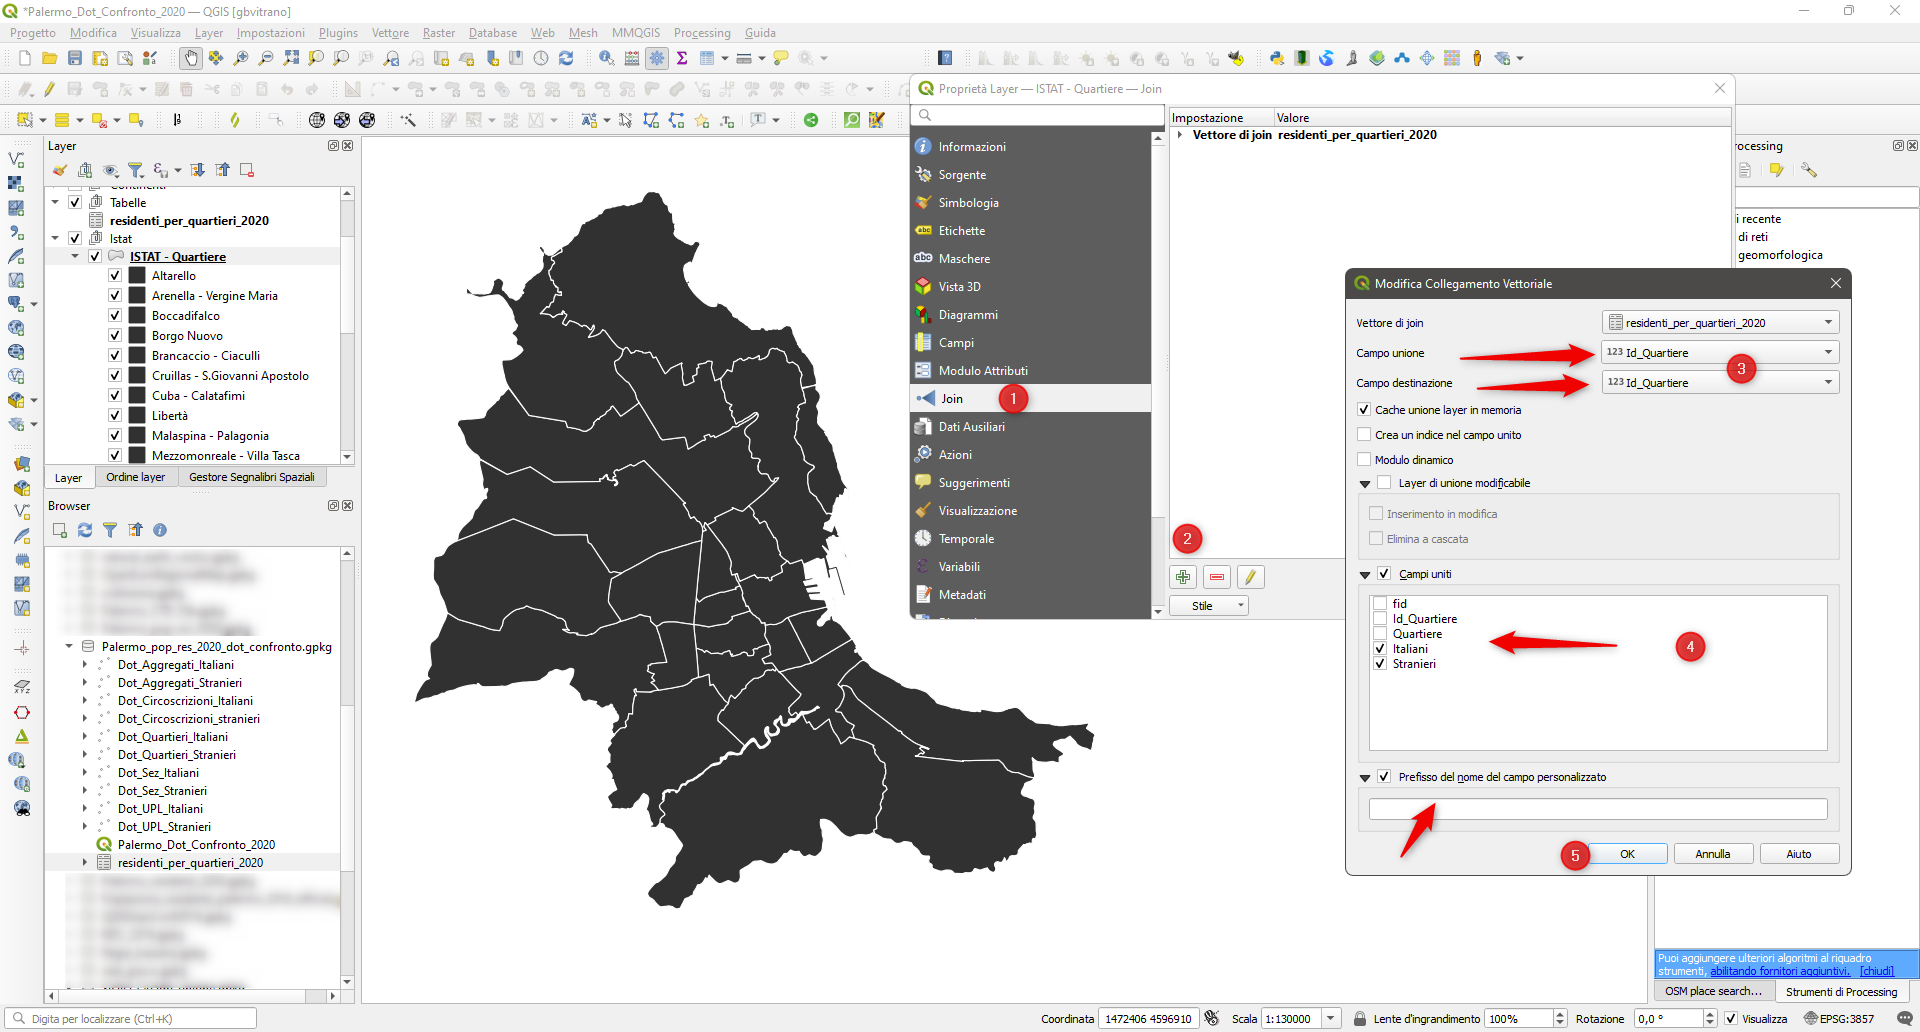 *Palermo_Dot_Confronto_2020 — QGIS [gbvitrano]
Progetto Modifica Visualizza Layer Impostazioni Plugins Vettore Raster Database Web Mesh MMQGIS Processing Guida
Layer
Continenti
Tabelle
residenti_per_quartieri_2020
Istat
ISTAT - Quartiere
Altarello
Arenella - Vergine Maria
Boccadifalco
Borgo Nuovo
Brancaccio - Ciaculli
Cruillas - S.Giovanni Apostolo
Cuba - Calatafimi
Libertà
Malaspina - Palagonia
Mezzomonreale - Villa Tasca
Layer Ordine layer Gestore Segnalibri Spaziali
Browser
Palermo_pop_res_2020_dot_confronto.gpkg
Dot_Aggregati_Italiani
Dot_Aggregati_Stranieri
Dot_Circoscrizioni_Italiani
Dot_Circoscrizioni_stranieri
Dot_Quartieri_Italiani
Dot_Quartieri_Stranieri
Dot_Sez_Italiani
Dot_Sez_Stranieri
Dot_UPL_Italiani
Dot_UPL_Stranieri
Palermo_Dot_Confronto_2020
residenti_per_quartieri_2020
Proprietà Layer — ISTAT - Quartiere — Join
Informazioni
Sorgente
Simbologia
abc Etichette
abc Maschere
Vista 3D
Diagrammi
Campi
Modulo Attributi
Join 1
Dati Ausiliari
Azioni
Suggerimenti
Visualizzazione
Temporale
Variabili
Metadati
Impostazione Valore
Vettore di join residenti_per_quartieri_2020
2
Stile
rocessing
i recente
di reti
geomorfologica
Modifica Collegamento Vettoriale
Vettore di join residenti_per_quartieri_2020
Campo unione 123 Id_Quartiere
3
Campo destinazione 123 Id_Quartiere
Cache unione layer in memoria
Crea un indice nel campo unito
Modulo dinamico
Layer di unione modificabile
Inserimento in modifica
Elimina a cascata
Campi uniti
fid
Id_Quartiere
Quartiere
Italiani
Stranieri
4
Prefisso del nome del campo personalizzato
5 OK Annulla Aiuto
Puoi aggiungere ulteriori algoritmi al riquadro
strumenti, abilitando fornitori aggiuntivi. [chiudi]
OSM place search... Strumenti di Processing
Digita per localizzare (Ctrl+K) Coordinata 1472406 4596910 Scala 1:130000 Lente d'ingrandimento 100% Rotazione 0,0 ° Visualizza EPSG:3857